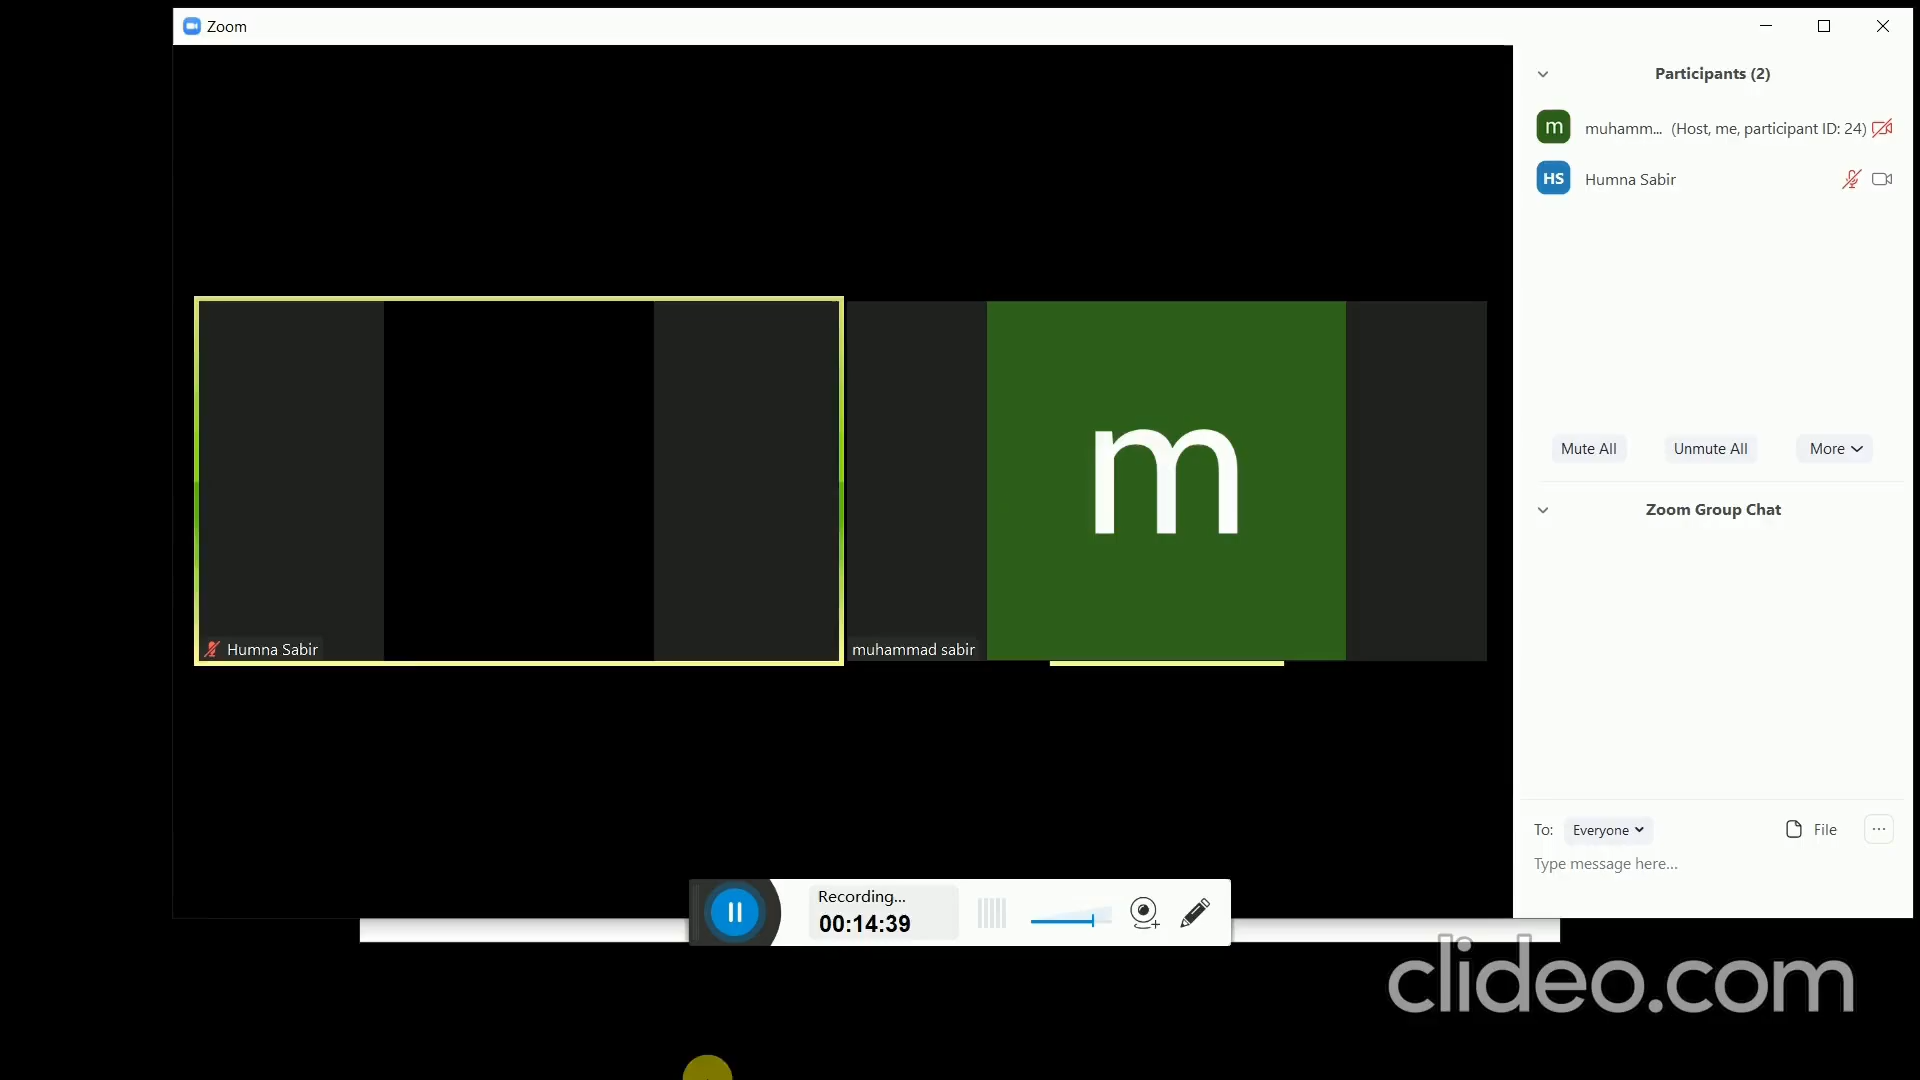 Zoom
Participants (2)
m muhamm... (Host, me, participant ID: 24)
HS Humna Sabir
m
Humna Sabir
muhammad sabir
Mute All Unmute All More
Zoom Group Chat
To: Everyone File ...
Type message here...
Recording...
00:14:39
clideo.com